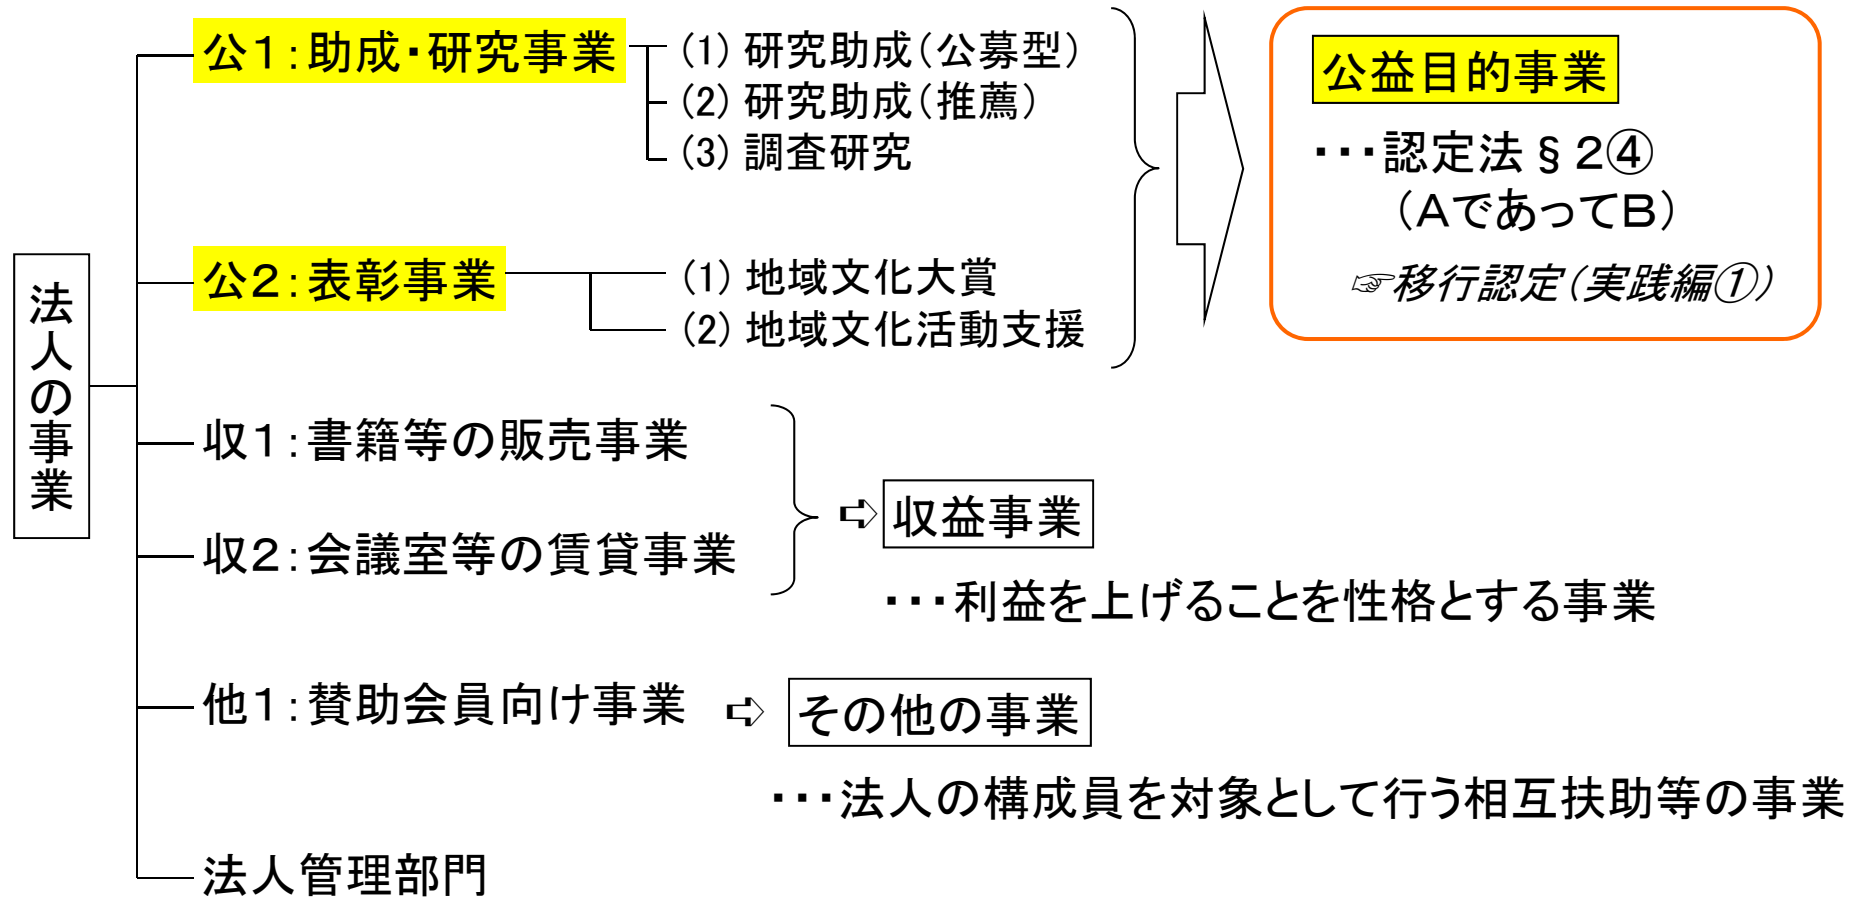 法人の事業
公1:助成・研究事業
(1) 研究助成(公募型)
(2) 研究助成(推薦)
(3) 調査研究
公2:表彰事業
(1) 地域文化大賞
(2) 地域文化活動支援
公益目的事業
・・・認定法§2④
(AであってB)
☞移行認定(実践編①)
収1:書籍等の販売事業
収2:会議室等の賃貸事業
➪収益事業
・・・利益を上げることを性格とする事業
他1:賛助会員向け事業 ➪ その他の事業
・・・法人の構成員を対象として行う相互扶助等の事業
法人管理部門